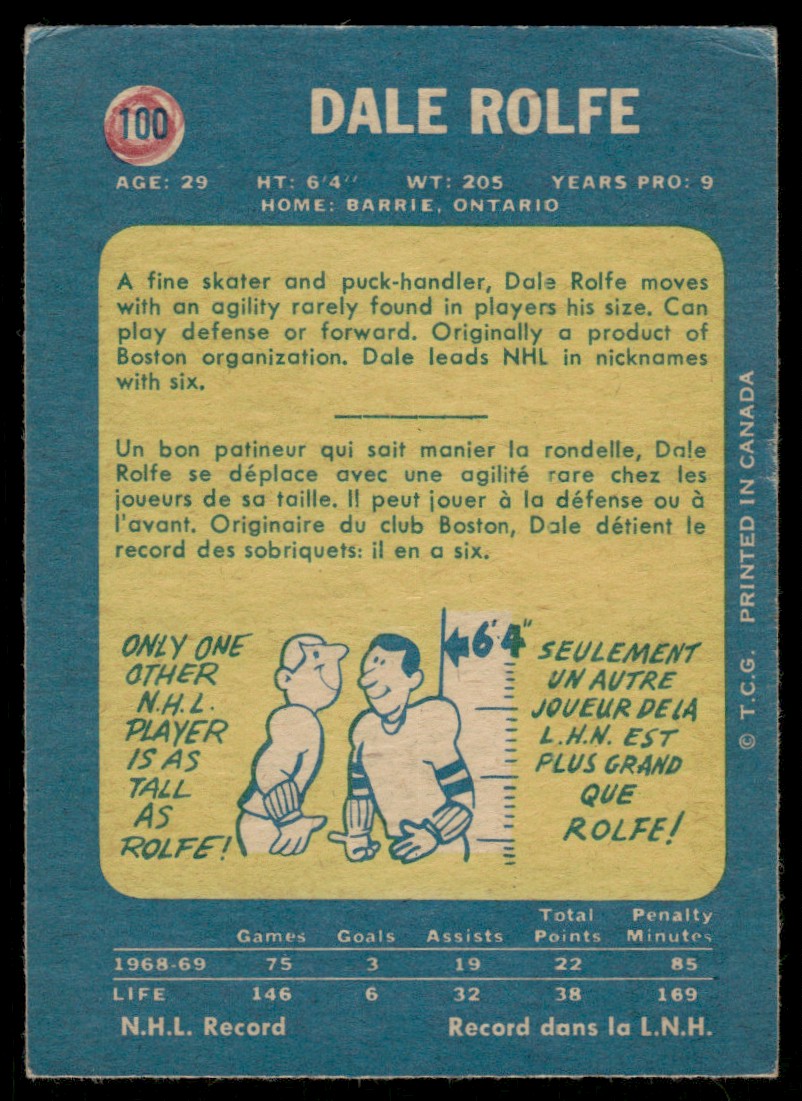 100
DALE ROLFE
AGE: 29 HT: 6'4" WT: 205 YEARS PRO: 9
HOME: BARRIE, ONTARIO
A fine skater and puck-handler, Dale Rolfe moves
with an agility rarely found in players his size. Can
play defense or forward. Originally a product of
Boston organization. Dale leads NHL in nicknames
with six.
Un bon patineur qui sait manier la rondelle, Dale
Rolfe se déplace avec une agilité rare chez les
joueurs de sa taille. Il peut jouer à la défense ou à
l'avant. Originaire du club Boston, Dale détient le
record des sobriquets: il en a six.
ONLY ONE
OTHER
N.H.L.
PLAYER
IS AS
TALL
AS
ROLFE!
6'4"
SEULEMENT
UN AUTRE
JOUEUR DE LA
L.H.N. EST
PLUS GRAND
QUE
ROLFE!
© T.C.G. PRINTED IN CANADA
Games Goals Assists Total Points Penalty Minutes
1968-69 75 3 19 22 85
LIFE 146 6 32 38 169
N.H.L. Record Record dans la L.N.H.